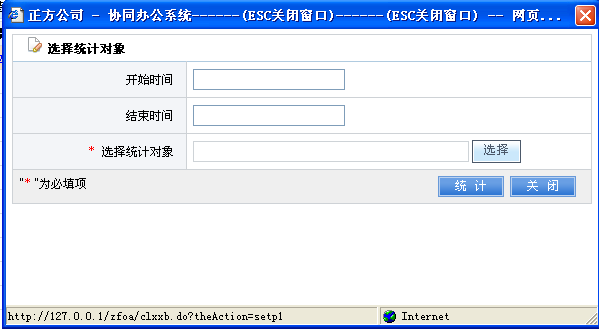 正方公司 - 协同办公系统------(ESC关闭窗口)------(ESC关闭窗口) -- 网页...
选择统计对象
开始时间
结束时间
* 选择统计对象 选择
"* "为必填项 统 计 关 闭
http://127.0.0.1/zfoa/clxxb.do?theAction=setp1 Internet